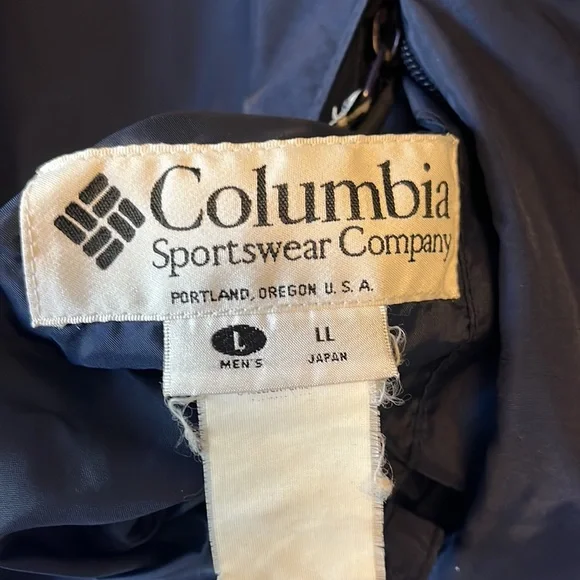 Columbia
Sportswear Company
PORTLAND, OREGON U.S.A.
L LL
MEN'S JAPAN